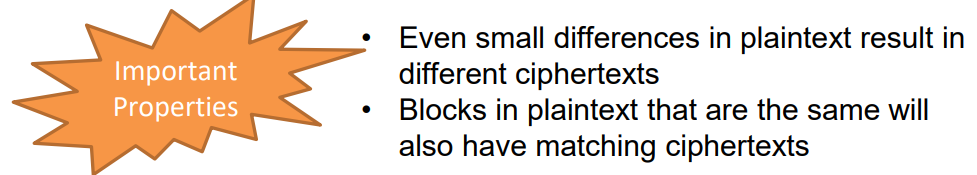 Important
Properties
• Even small differences in plaintext result in
different ciphertexts
• Blocks in plaintext that are the same will
also have matching ciphertexts